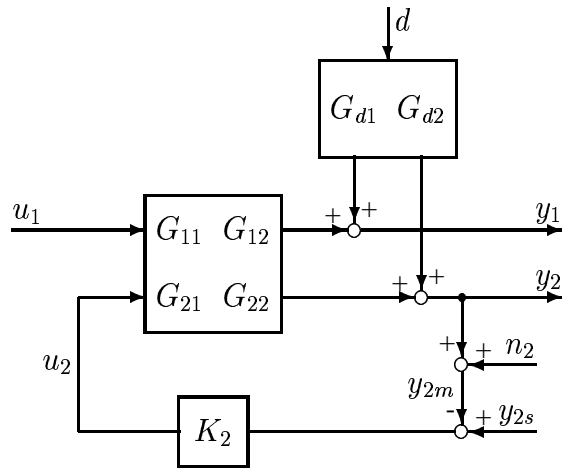 d
G_{d1} G_{d2}
u_1
+ +
y_1
G_{11} G_{12}
G_{21} G_{22}
+ +
y_2
u_2
+ + n_2
y_{2m}
- + y_{2s}
K_2